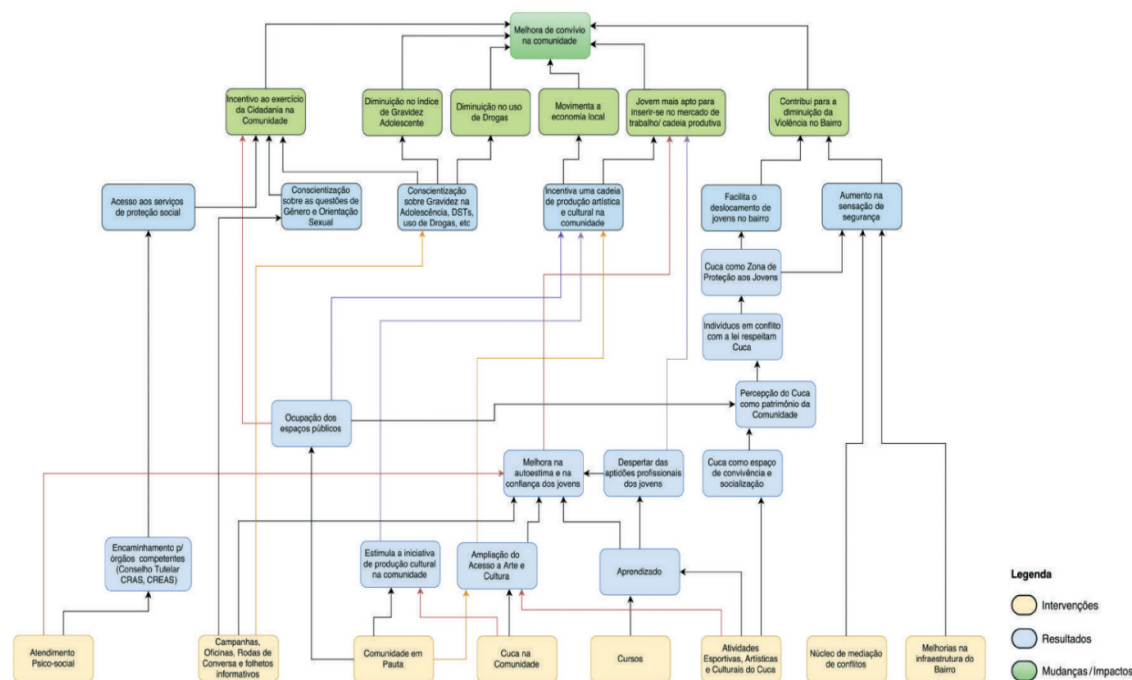 Melhora de convívio
na comunidade
Incentivo ao exercício
da Cidadania na
Comunidade
Diminuição no índice
de Gravidez
Adolescente
Diminuição no uso
de Drogas
Movimenta a
economia local
Jovem mais apto para
inserir-se no mercado de
trabalho/ cadeia produtiva
Contribui para a
diminuição da
Violência no Bairro
Acesso aos serviços
de proteção social
Conscientização
sobre as questões de
Gênero e Orientação
Sexual
Conscientização
sobre Gravidez na
Adolescência, DSTs,
uso de Drogas, etc
Incentiva uma cadeia
de produção artística
e cultural na
comunidade
Facilita o
deslocamento de
jovens no bairro
Aumento na
sensação de
segurança
Cuca como Zona de
Proteção aos Jovens
Indivíduos em conflito
com a lei respeitam
Cuca
Percepção do Cuca
como patrimônio da
Comunidade
Ocupação dos
espaços públicos
Melhora na
autoestima e na
confiança dos jovens
Despertar das
aptidões profissionais
dos jovens
Cuca como espaço
de convivência e
socialização
Encaminhamento p/
órgãos competentes
(Conselho Tutelar
CRAS, CREAS)
Estimula a iniciativa
de produção cultural
na comunidade
Ampliação do
Acesso a Arte e
Cultura
Aprendizado
Atendimento
Psico-social
Campanhas,
Oficinas, Rodas de
Conversa e folhetos
informativos
Comunidade em
Pauta
Cuca na
Comunidade
Cursos
Atividades
Esportivas, Artísticas
e Culturais do Cuca
Núcleo de mediação
de conflitos
Melhorias na
infraestrutura do
Bairro
Legenda
Intervenções
Resultados
Mudanças/Impactos